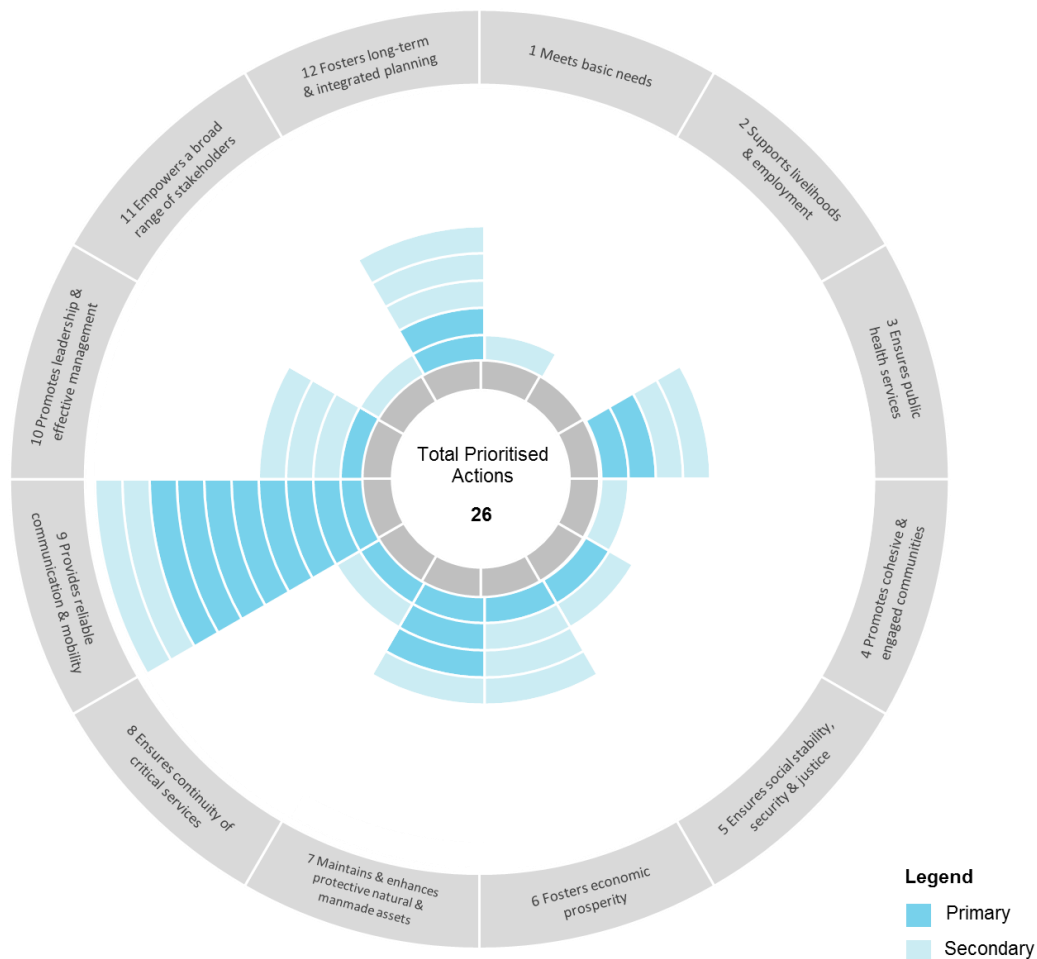 1 Meets basic needs
2 Supports livelihoods
& employment
3 Ensures public
health services
4 Promotes cohesive &
engaged communities
5 Ensures social stability,
security & justice
6 Fosters economic
prosperity
7 Maintains & enhances
protective natural &
manmade assets
8 Ensures continuity of
critical services
9 Provides reliable
communication & mobility
10 Promotes leadership &
effective management
11 Empowers a broad
range of stakeholders
12 Fosters long-term
& integrated planning
Total Prioritised
Actions
26
Legend
Primary
Secondary